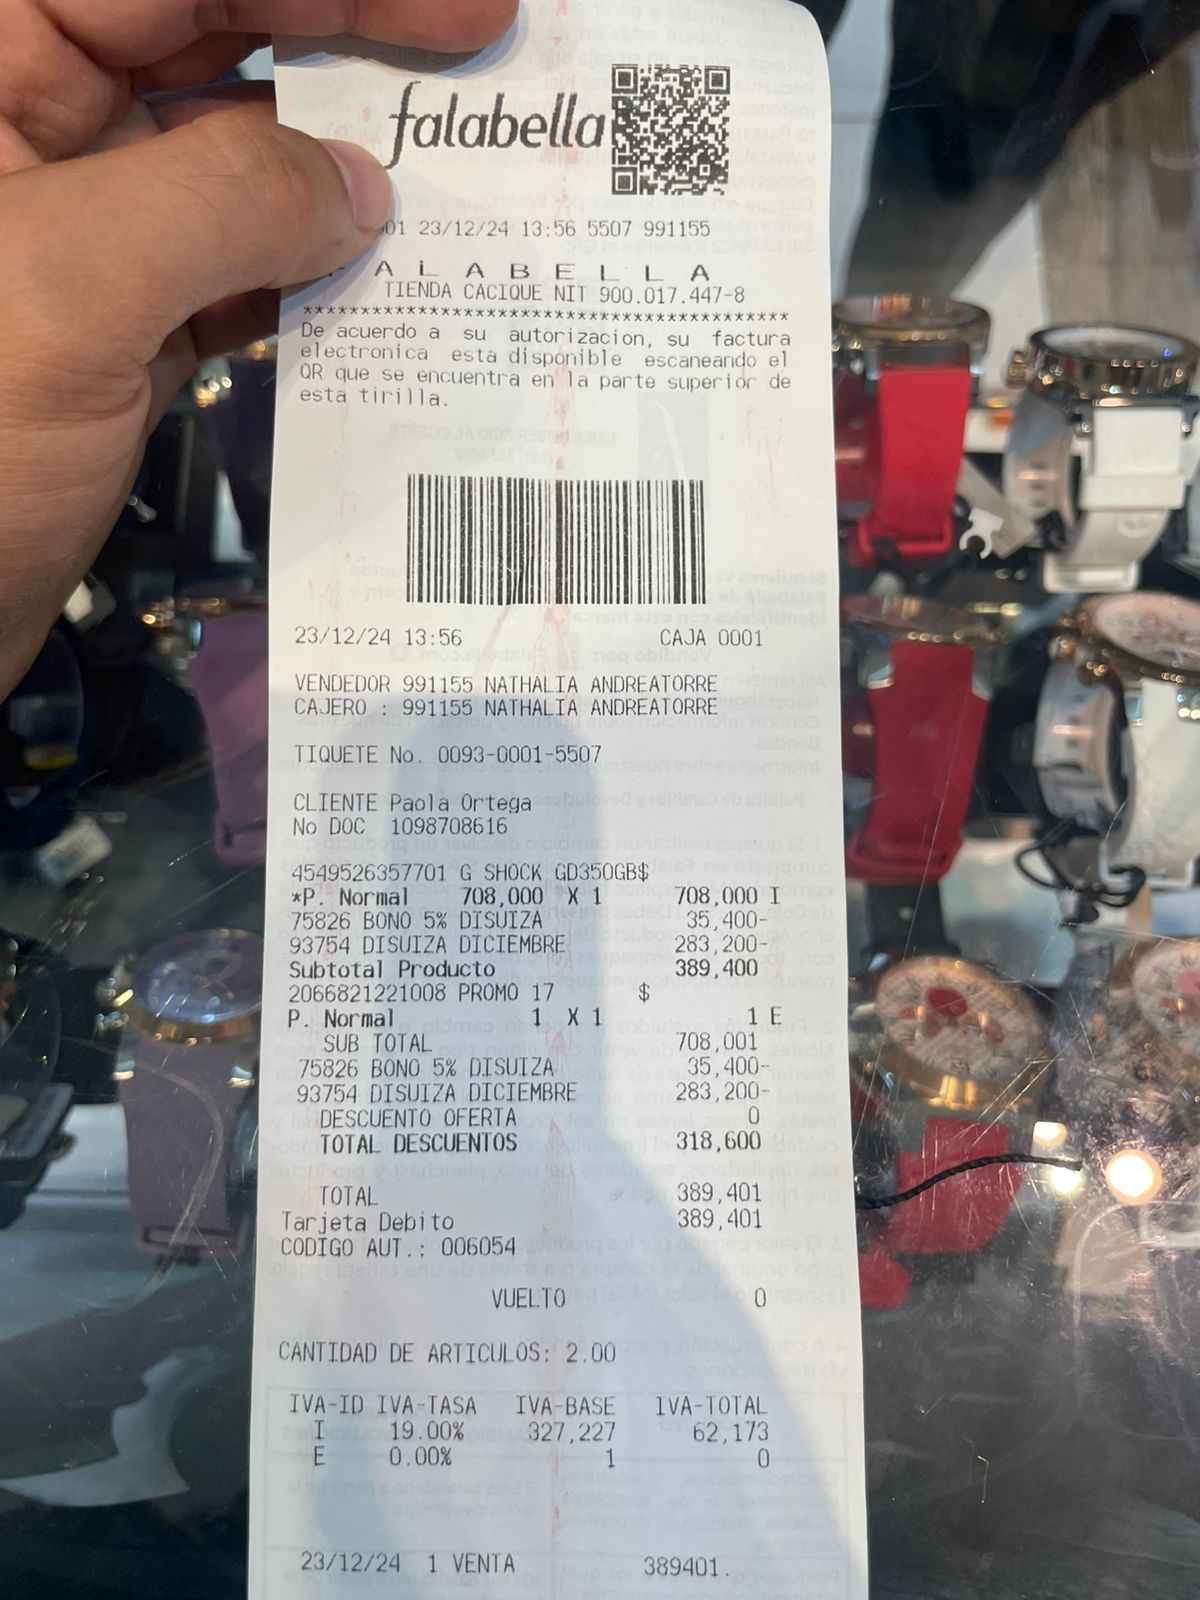 falabella
01 23/12/24 13:56 5507 991155
A L A B E L L A
TIENDA CACIQUE NIT 900.017.447-8
****************************************
De acuerdo a su autorizacion, su factura
electronica esta disponible escaneando el
QR que se encuentra en la parte superior de
esta tirilla.
23/12/24 13:56 CAJA 0001
VENDEDOR 991155 NATHALIA ANDREATORRE
CAJERO : 991155 NATHALIA ANDREATORRE
TIQUETE No. 0093-0001-5507
CLIENTE Paola Ortega
No DOC 1098708616
4549526357701 G SHOCK GD350GB$
*P. Normal 708,000 X 1 708,000 I
75826 BONO 5% DISUIZA 35,400-
93754 DISUIZA DICIEMBRE 283,200-
Subtotal Producto 389,400
2066821221008 PROMO 17 $
P. Normal 1 X 1 1 E
SUB TOTAL 708,001
75826 BONO 5% DISUIZA 35,400-
93754 DISUIZA DICIEMBRE 283,200-
DESCUENTO OFERTA 0
TOTAL DESCUENTOS 318,600
TOTAL 389,401
Tarjeta Debito 389,401
CODIGO AUT.: 006054
VUELTO 0
CANTIDAD DE ARTICULOS: 2.00
IVA-ID IVA-TASA IVA-BASE IVA-TOTAL
I 19.00% 327,227 62,173
E 0.00% 1 0
23/12/24 1 VENTA 389401.